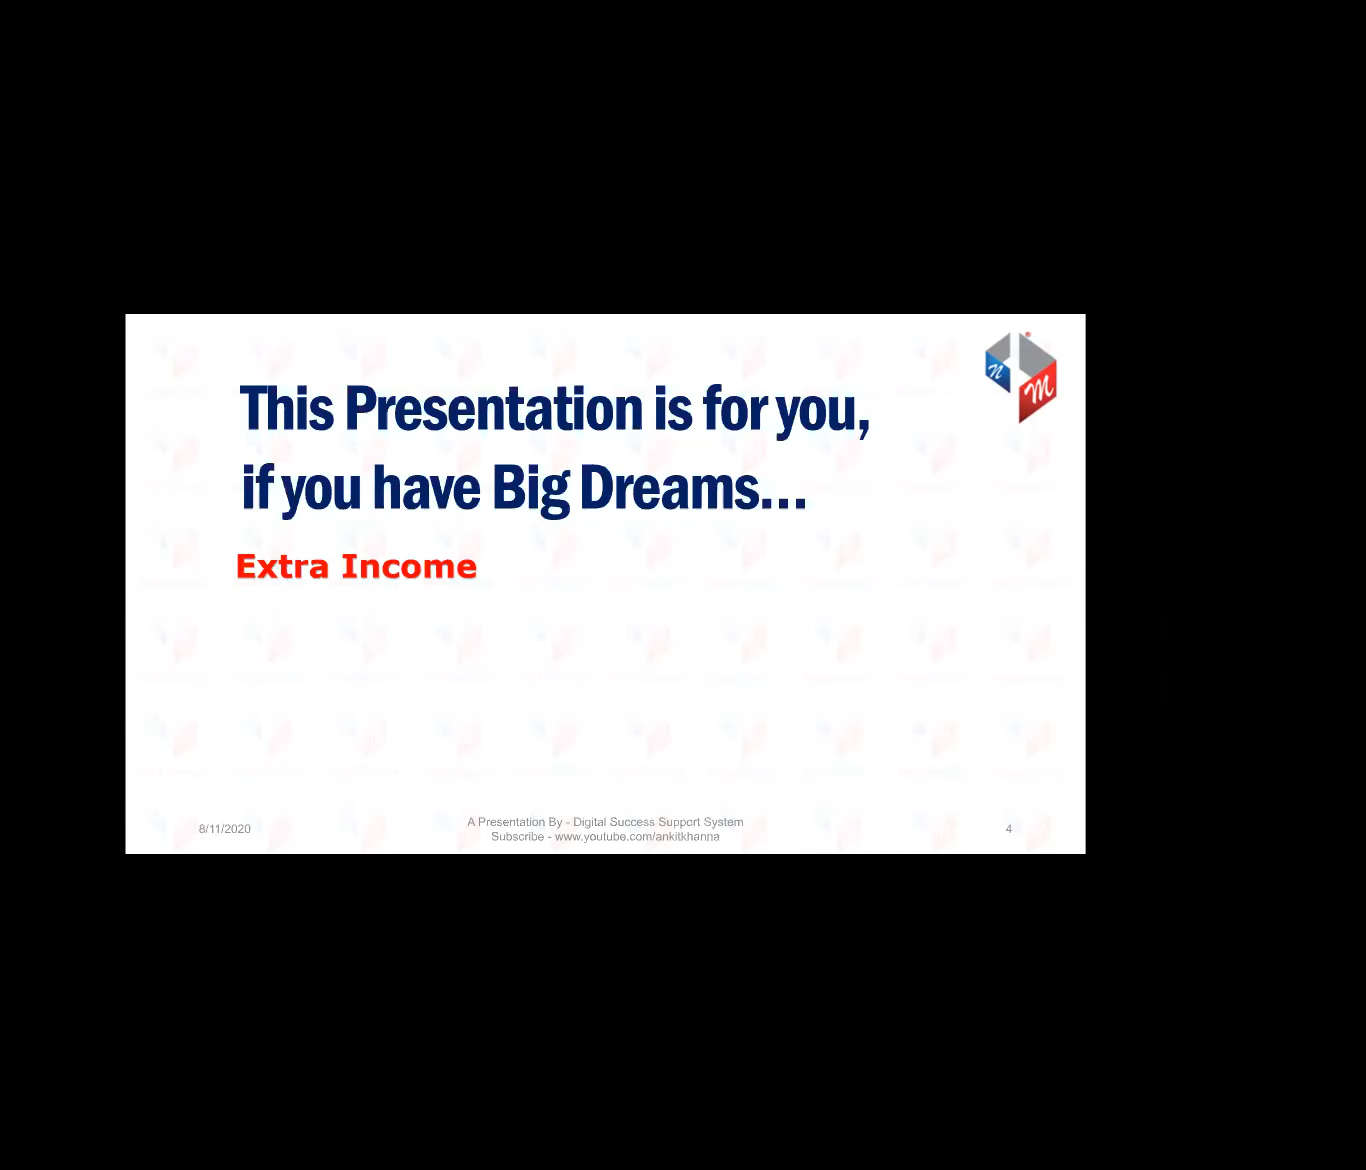 n
m
This Presentation is for you,
if you have Big Dreams...
Extra Income
8/11/2020
A Presentation By - Digital Success Support System
Subscribe - www.youtube.com/ankitkhanna
4